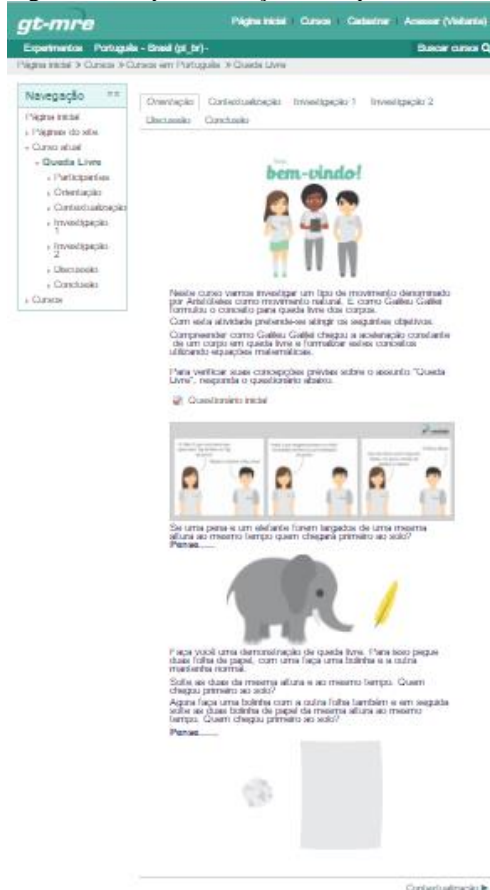 gt-mre
Página Inicial Cursos Cadastrar Acessar (Visitante)
Experimentos Português - Brasil (pt_br)- Buscar cursos
Página inicial > Cursos > Cursos em Português > Queda Livre
Navegação
Página inicial
Páginas do site
Curso atual
Queda Livre
Participantes
Orientação
Contextualização
Investigação
1
Investigação
2
Discussão
Conclusão
Cursos
Orientação Contextualização Investigação 1 Investigação 2
Discussão Conclusão
bem-vindo!
Neste curso vamos investigar um tipo de movimento denominado
por Aristóteles como movimento natural. E como Galileu Galilei
formulou o conceito para queda livre dos corpos.
Com esta atividade pretende-se atingir os seguintes objetivos.
Compreender como Galileu Galilei chegou a aceleração constante
de um corpo em queda livre e formalizar estes conceitos
utilizando equações matemáticas.
Para verificar suas concepções prévias sobre o assunto "Queda
Livre", responda o questionário abaixo.
Questionário inicial
Se uma pena e um elefante forem largados de uma mesma
altura ao mesmo tempo quem chegará primeiro ao solo?
Pense.....
Faça você uma demonstração de queda livre. Para isso pegue
duas folha de papel, com uma faça uma bolinha e a outra
mantenha normal.
Solte as duas da mesma altura e ao mesmo tempo. Quem
chegou primeiro ao solo?
Agora faça uma bolinha com a outra folha também e em seguida
solte as duas bolinha de papel da mesma altura ao mesmo
tempo. Quem chegou primeiro ao solo?
Pense.....
Contextualização